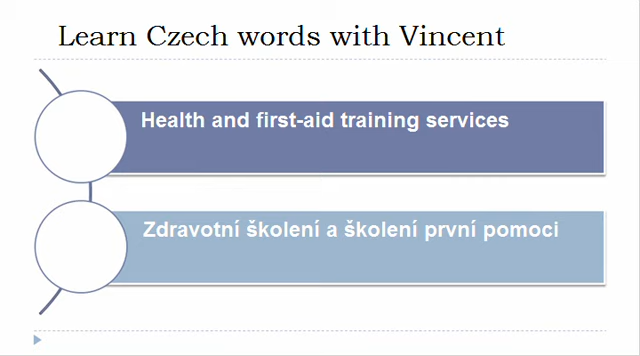 Learn Czech words with Vincent
Health and first-aid training services
Zdravotní školení a školení první pomoci